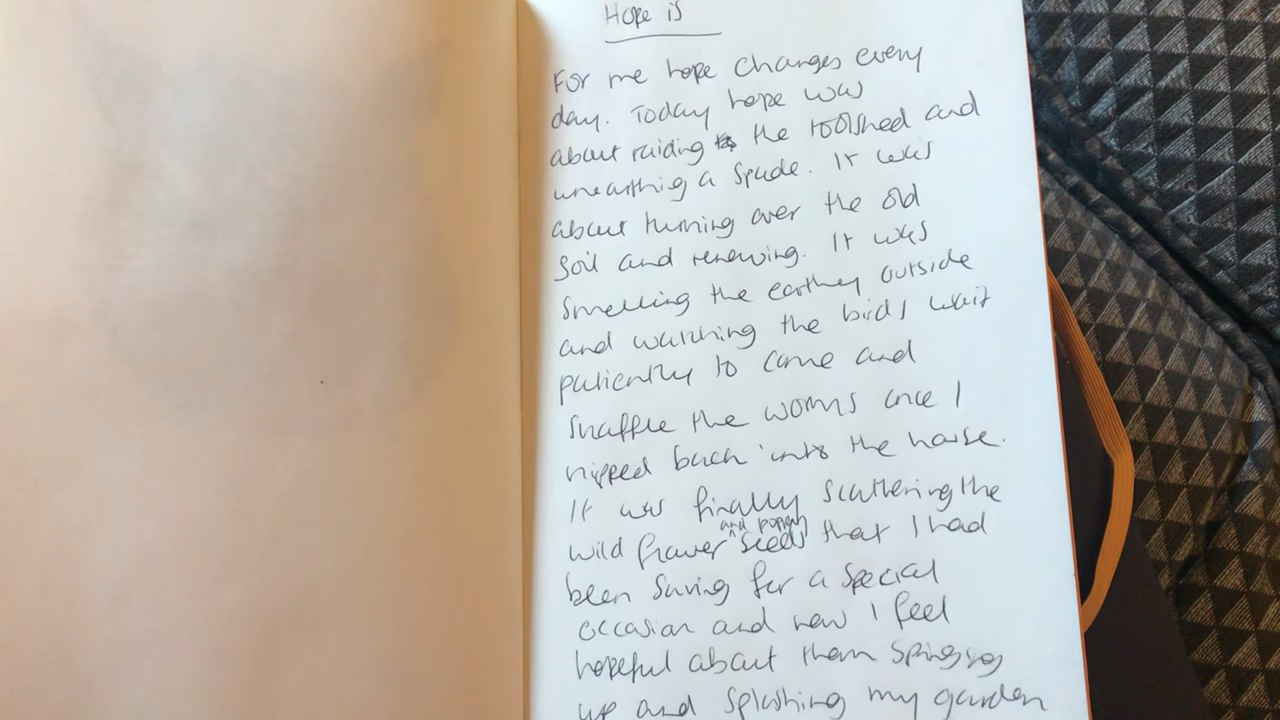 Hope is
For me hope changes every
day. Today hope was
about raiding the toolshed and
unearthing a spade. It was
about turning over the old
soil and renewing. It was
smelling the earthey outside
and watching the birds wait
patiently to come and
snaffle the worms once I
nipped back into the house.
It was finally scattering the
and poppy
wild flower seeds that I had
been saving for a special
occasion and now I feel
hopeful about them
up and splashing my garden